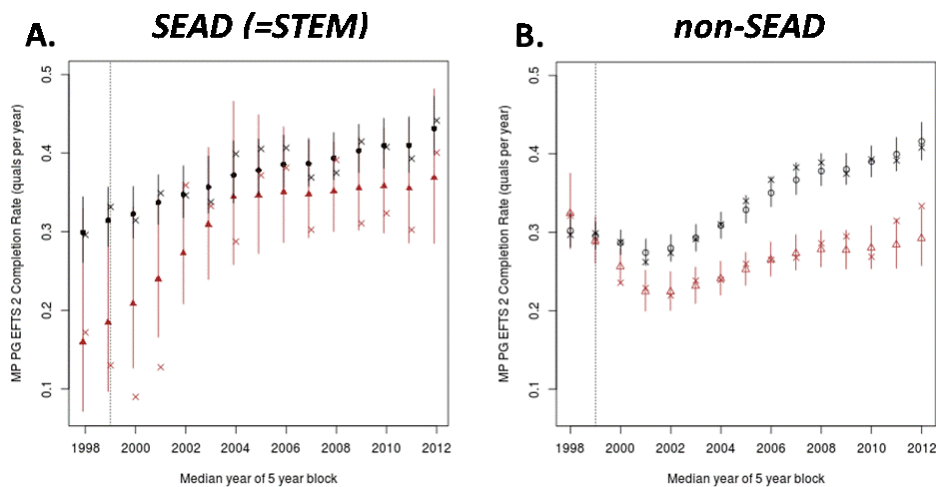 A. SEAD (=STEM)
MP PG EFTS 2 Completion Rate (quals per year)
0.5
0.4
0.3
0.2
0.1
1998 2000 2002 2004 2006 2008 2010 2012
Median year of 5 year block
B. non-SEAD
MP PG EFTS 2 Completion Rate (quals per year)
0.5
0.4
0.3
0.2
0.1
1998 2000 2002 2004 2006 2008 2010 2012
Median year of 5 year block